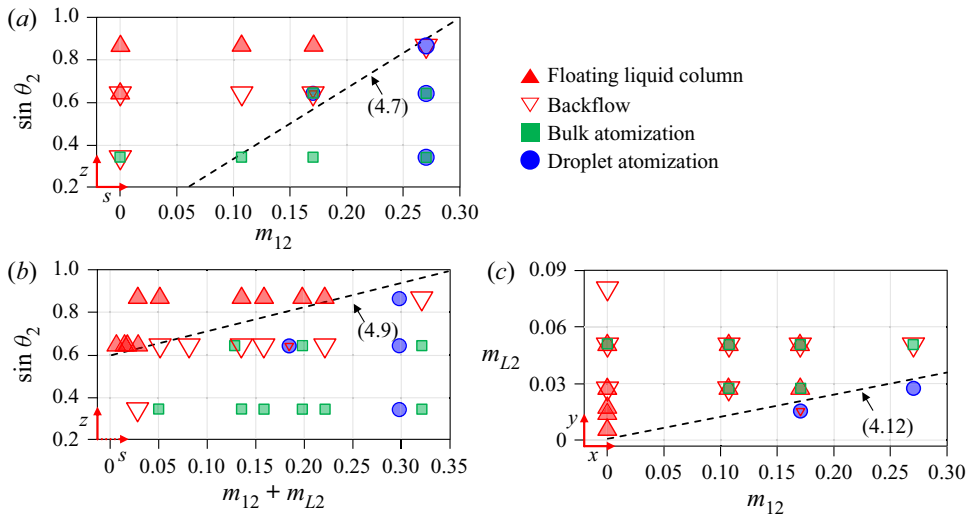 (a)
1.0
0.8
0.6
0.4
0.2
sin θ2
z
s
(4.7)
0
0.05
0.10
0.15
0.20
0.25
0.30
m12
Floating liquid column
Backflow
Bulk atomization
Droplet atomization
(b)
1.0
0.8
0.6
0.4
0.2
sin θ2
z
s
(4.9)
0
0.05
0.10
0.15
0.20
0.25
0.30
0.35
m12 + mL2
(c)
0.09
0.06
0.03
0
mL2
y
x
(4.12)
0
0.05
0.10
0.15
0.20
0.25
0.30
m12